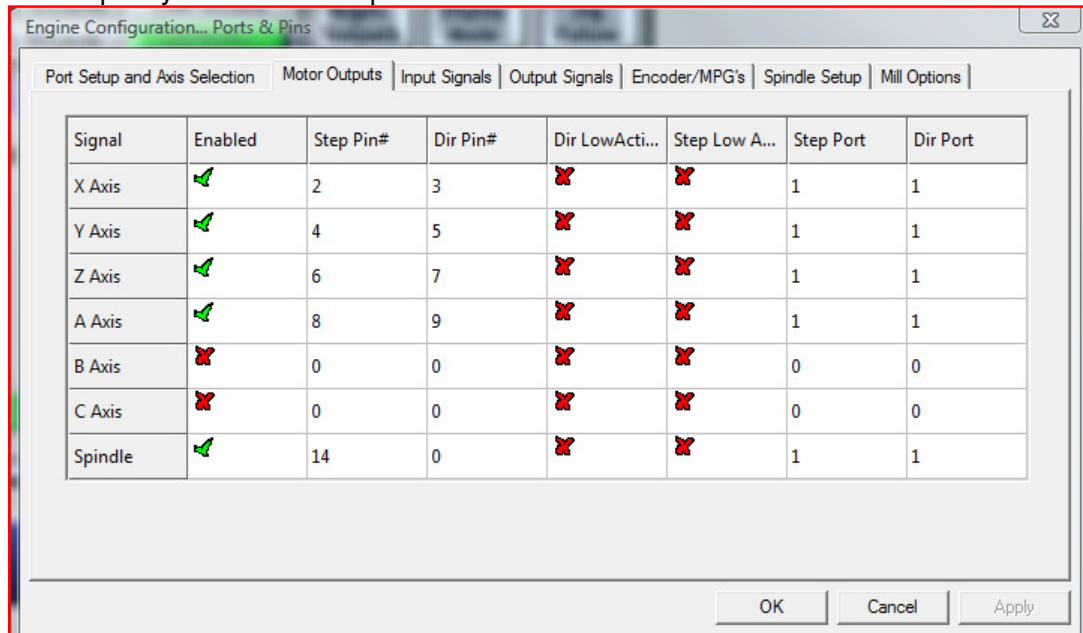 Engine Configuration... Ports & Pins
Port Setup and Axis Selection Motor Outputs Input Signals Output Signals Encoder/MPG's Spindle Setup Mill Options
Signal Enabled Step Pin# Dir Pin# Dir LowActi... Step Low A... Step Port Dir Port
X Axis 2 3 1 1
Y Axis 4 5 1 1
Z Axis 6 7 1 1
A Axis 8 9 1 1
B Axis 0 0 0 0
C Axis 0 0 0 0
Spindle 14 0 1 1
OK Cancel Apply